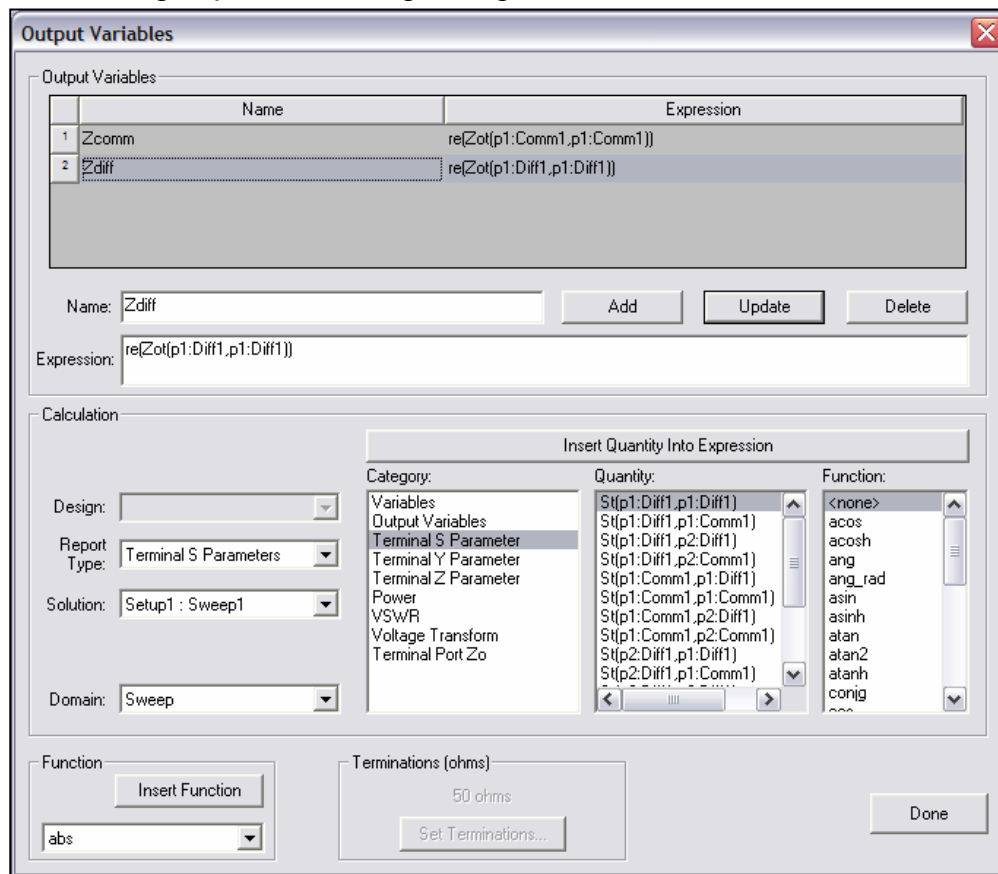 Output Variables
Output Variables
Name Expression
1 Zcomm re(Zot(p1:Comm1,p1:Comm1))
2 Zdiff re(Zot(p1:Diff1,p1:Diff1))
Name: Zdiff Add Update Delete
Expression: re(Zot(p1:Diff1,p1:Diff1))
Calculation
Insert Quantity Into Expression
Category: Quantity: Function:
Design:
Report Type: Terminal S Parameters
Solution: Setup1 : Sweep1
Domain: Sweep
Variables
Output Variables
Terminal S Parameter
Terminal Y Parameter
Terminal Z Parameter
Power
VSWR
Voltage Transform
Terminal Port Zo
St(p1:Diff1,p1:Diff1)
St(p1:Diff1,p1:Comm1)
St(p1:Diff1,p2:Diff1)
St(p1:Diff1,p2:Comm1)
St(p1:Comm1,p1:Diff1)
St(p1:Comm1,p1:Comm1)
St(p1:Comm1,p2:Diff1)
St(p1:Comm1,p2:Comm1)
St(p2:Diff1,p1:Diff1)
St(p2:Diff1,p1:Comm1)
<none>
acos
acosh
ang
ang_rad
asin
asinh
atan
atan2
atanh
conjg
Function
Insert Function
abs
Terminations (ohms)
50 ohms
Set Terminations...
Done